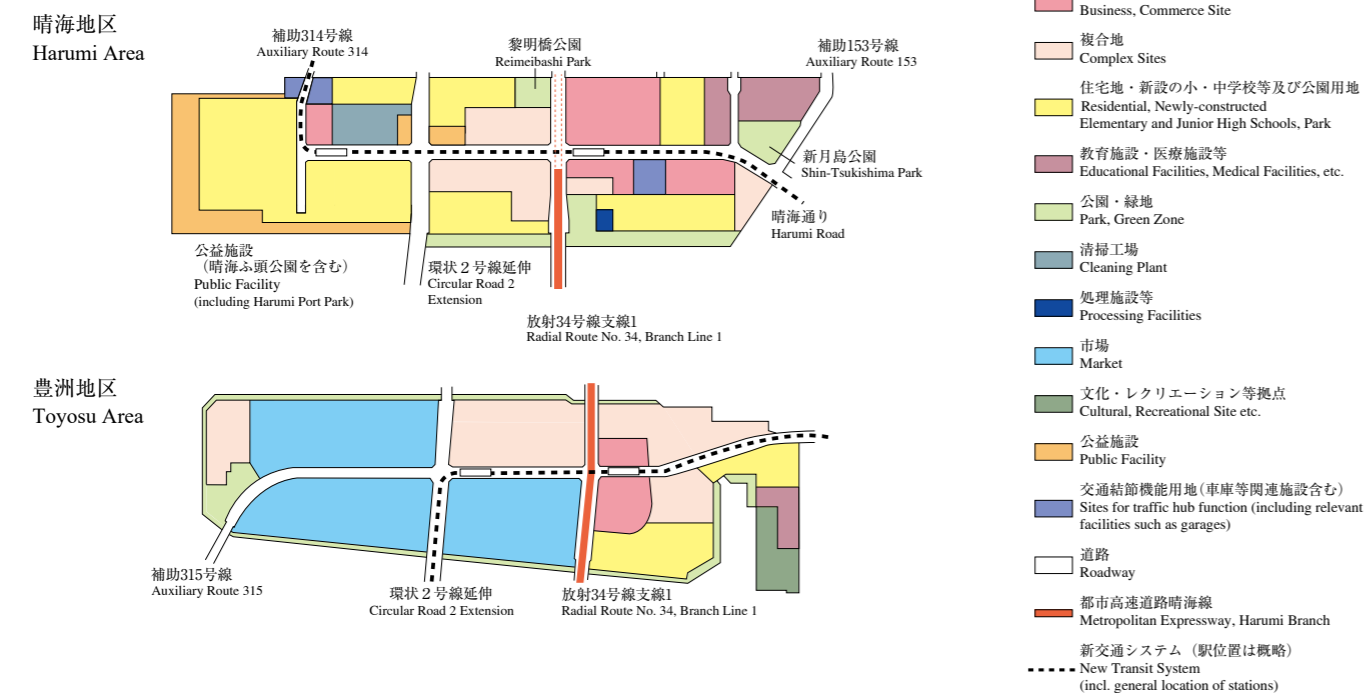 晴海地区
Harumi Area
補助314号線
Auxiliary Route 314
黎明橋公園
Reimeibashi Park
補助153号線
Auxiliary Route 153
新月島公園
Shin-Tsukishima Park
晴海通り
Harumi Road
公益施設
（晴海ふ頭公園を含む）
Public Facility
(including Harumi Port Park)
環状２号線延伸
Circular Road 2
Extension
放射34号線支線1
Radial Route No. 34, Branch Line 1
豊洲地区
Toyosu Area
補助315号線
Auxiliary Route 315
環状２号線延伸
Circular Road 2 Extension
放射34号線支線1
Radial Route No. 34, Branch Line 1
Business, Commerce Site
複合地
Complex Sites
住宅地・新設の小・中学校等及び公園用地
Residential, Newly-constructed
Elementary and Junior High Schools, Park
教育施設・医療施設等
Educational Facilities, Medical Facilities, etc.
公園・緑地
Park, Green Zone
清掃工場
Cleaning Plant
処理施設等
Processing Facilities
市場
Market
文化・レクリエーション等拠点
Cultural, Recreational Site etc.
公益施設
Public Facility
交通結節機能用地（車庫等関連施設含む）
Sites for traffic hub function (including relevant
facilities such as garages)
道路
Roadway
都市高速道路晴海線
Metropolitan Expressway, Harumi Branch
新交通システム（駅位置は概略）
New Transit System
(incl. general location of stations)